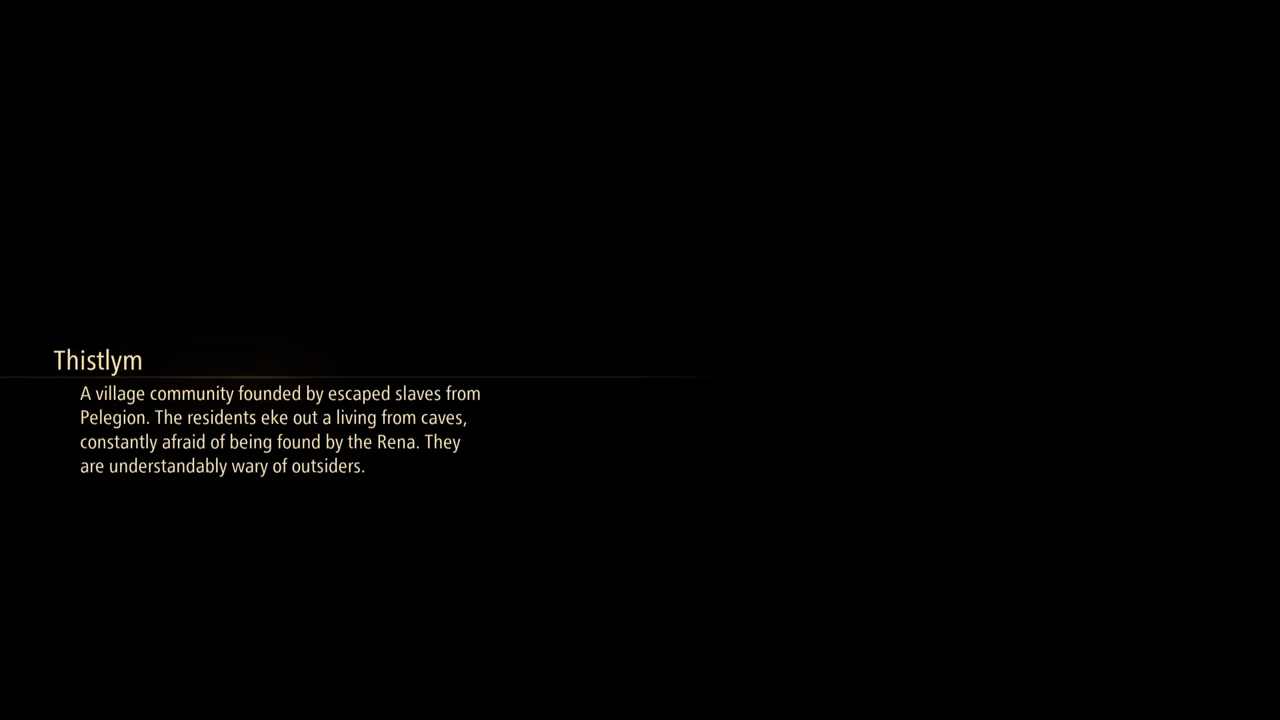 Thistlym
A village community founded by escaped slaves from
Pelegion. The residents eke out a living from caves,
constantly afraid of being found by the Rena. They
are understandably wary of outsiders.